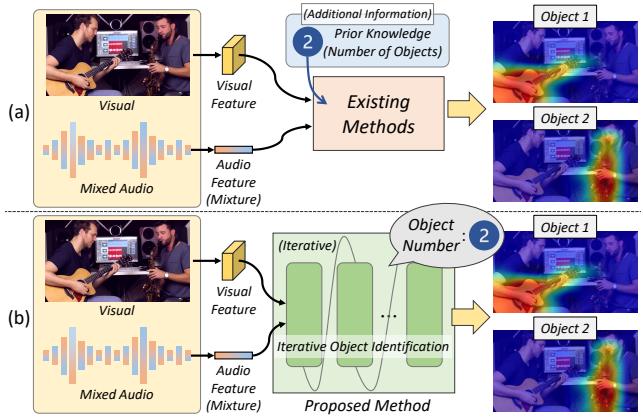 (a)
Visual
Mixed Audio
Visual
Feature
Audio
Feature
(Mixture)
(Additional Information)
2
Prior Knowledge
(Number of Objects)
Existing
Methods
Object 1
Object 2
(b)
Visual
Mixed Audio
Visual
Feature
Audio
Feature
(Mixture)
(Iterative)
...
Iterative Object Identification
Proposed Method
Object
Number : 2
Object 1
Object 2